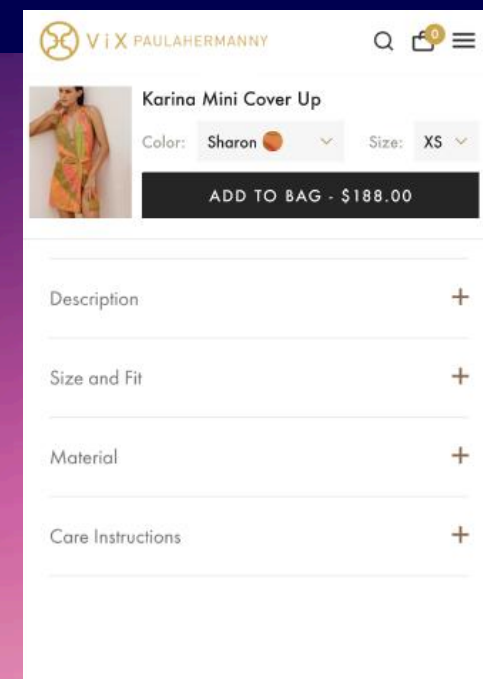 ViX PAULAHERMANNY
0
Karina Mini Cover Up
Color: Sharon Size: XS
ADD TO BAG - $188.00
Description
Size and Fit
Material
Care Instructions